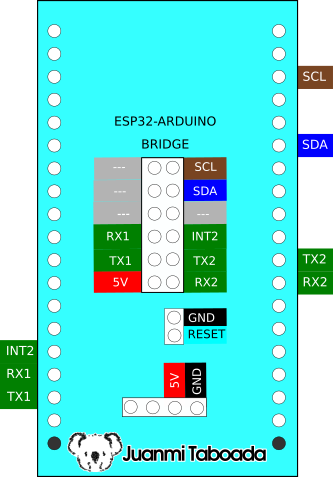 SCL
ESP32-ARDUINO
BRIDGE
SDA
--- SCL
--- SDA
--- ---
RX1 INT2
TX1 TX2
5V RX2
TX2
RX2
GND
RESET
INT2
RX1
TX1
5V GND
Juanmi Taboada